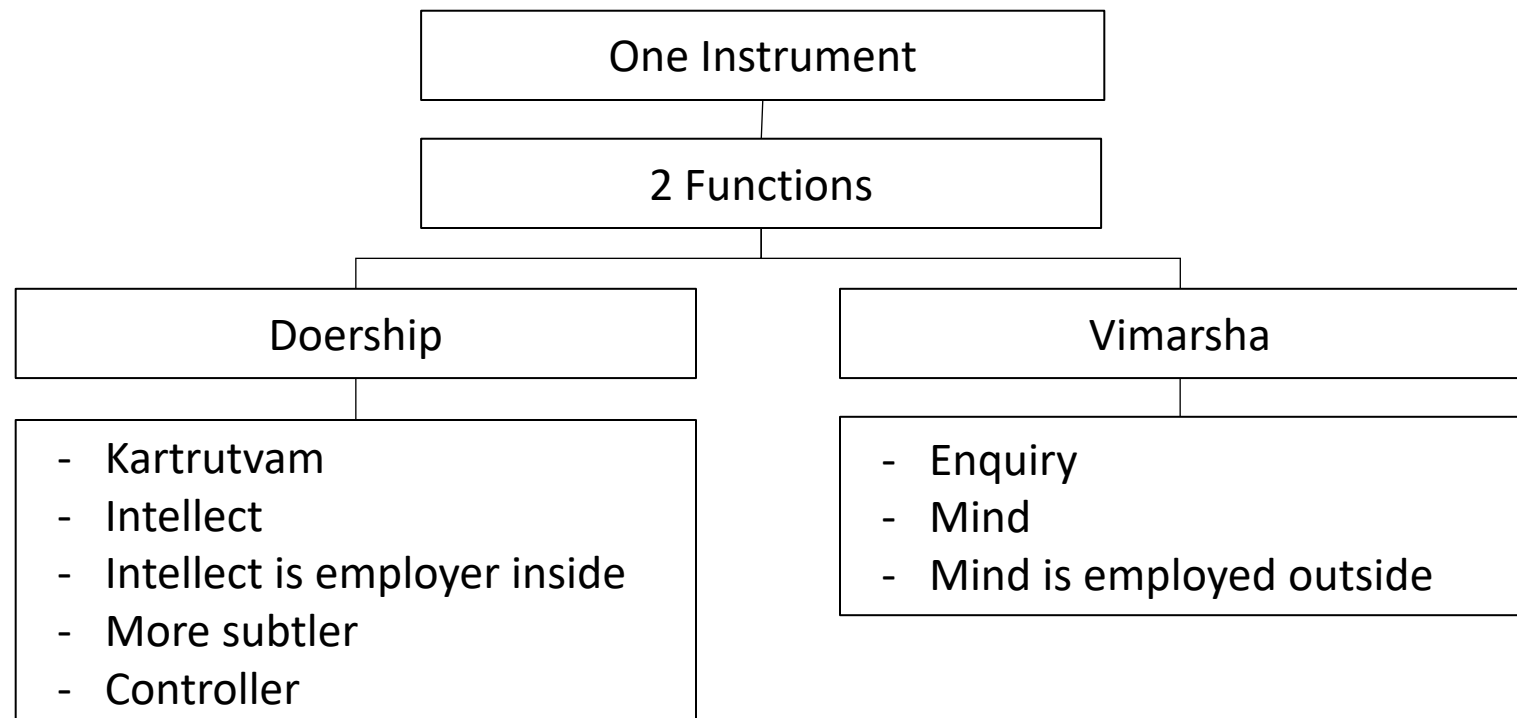 One Instrument
2 Functions
Doership
Vimarsha
- Kartrutvam
- Intellect
- Intellect is employer inside
- More subtler
- Controller
- Enquiry
- Mind
- Mind is employed outside